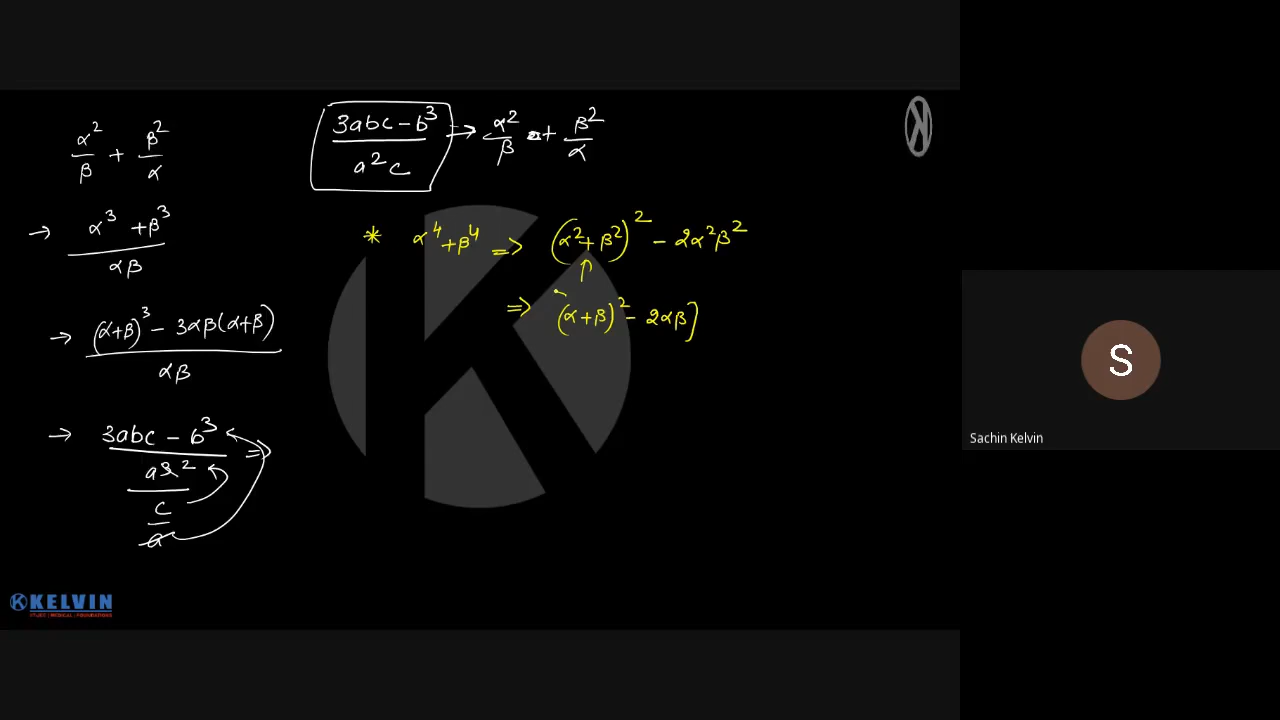 α²/β + β²/α
→ α³ + β³ / αβ
→ (α+β)³ – 3αβ(α+β) / αβ
→ 3abc – b³ / a³² / c / a ⇒
3abc – b³ / a²c → α²/β + β²/α
* α⁴ + β⁴ ⇒ (α² + β²)² – 2α²β²
⇒ (α + β)² – 2αβ]
KELVIN
S
Sachin Kelvin